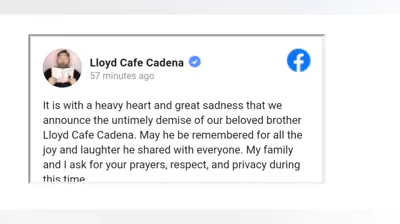 Lloyd Cafe Cadena
57 minutes ago
It is with a heavy heart and great sadness that we
announce the untimely demise of our beloved brother
Lloyd Cafe Cadena. May he be remembered for all the
joy and laughter he shared with everyone. My family
and I ask for your prayers, respect, and privacy during
this time